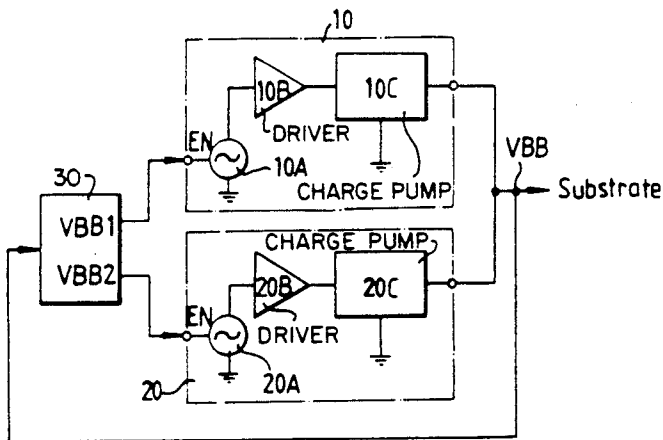 10
10B
10C
DRIVER
EN
10A
CHARGE PUMP
VBB
Substrate
30
VBB1
VBB2
CHARGE PUMP
20B
20C
EN
DRIVER
20A
20